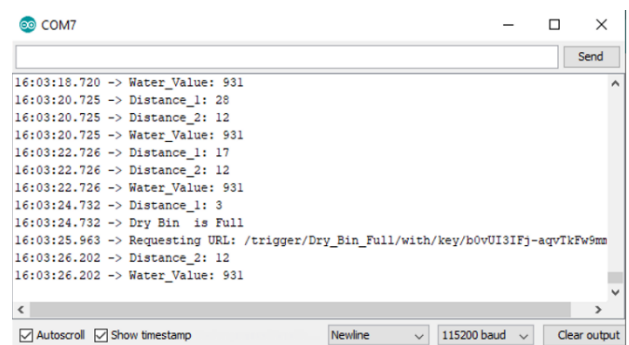 COM7
Send
16:03:18.720 -> Water_Value: 931
16:03:20.725 -> Distance_1: 28
16:03:20.725 -> Distance_2: 12
16:03:20.725 -> Water_Value: 931
16:03:22.726 -> Distance_1: 17
16:03:22.726 -> Distance_2: 12
16:03:22.726 -> Water_Value: 931
16:03:24.732 -> Distance_1: 3
16:03:24.732 -> Dry Bin  is Full
16:03:25.963 -> Requesting URL: /trigger/Dry_Bin_Full/with/key/b0vUI3IFj-aqvTkFw9mm
16:03:26.202 -> Distance_2: 12
16:03:26.202 -> Water_Value: 931
Autoscroll Show timestamp Newline 115200 baud Clear output